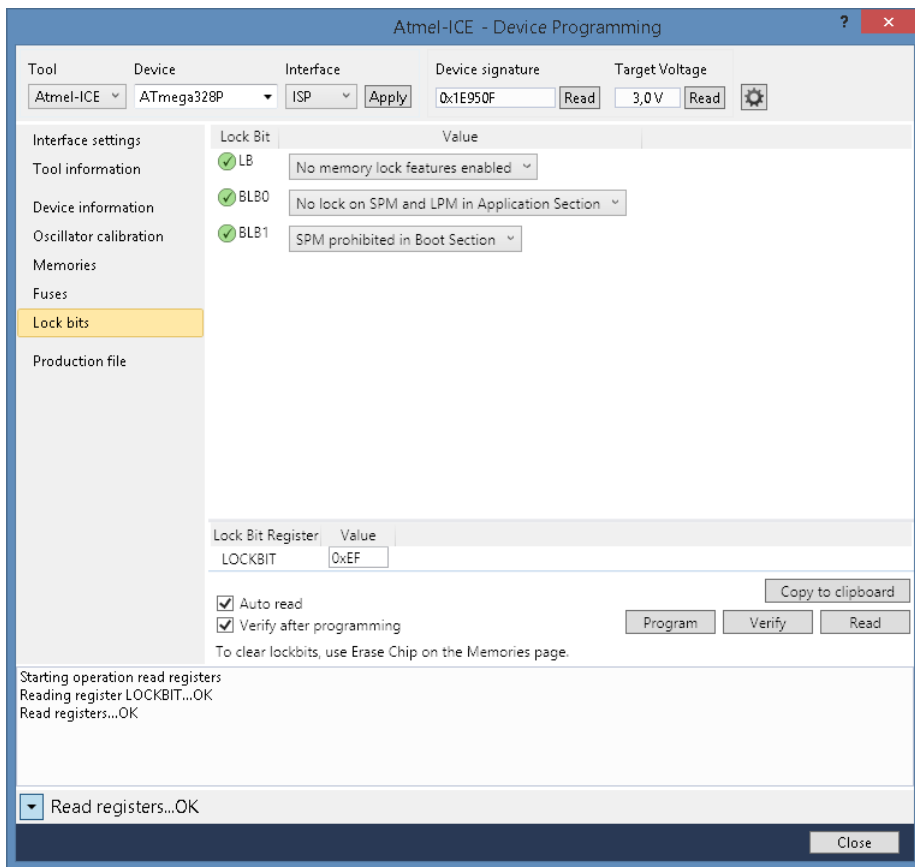 Atmel-ICE - Device Programming
? ×
Tool Device Interface Device signature Target Voltage
Atmel-ICE ATmega328P ISP Apply 0x1E950F Read 3,0 V Read
Interface settings
Tool information
Device information
Oscillator calibration
Memories
Fuses
Lock bits
Production file
Lock Bit Value
LB No memory lock features enabled
BLB0 No lock on SPM and LPM in Application Section
BLB1 SPM prohibited in Boot Section
Lock Bit Register Value
LOCKBIT 0xEF
Copy to clipboard
Auto read
Verify after programming
Program Verify Read
To clear lockbits, use Erase Chip on the Memories page.
Starting operation read registers
Reading register LOCKBIT...OK
Read registers...OK
Read registers...OK
Close